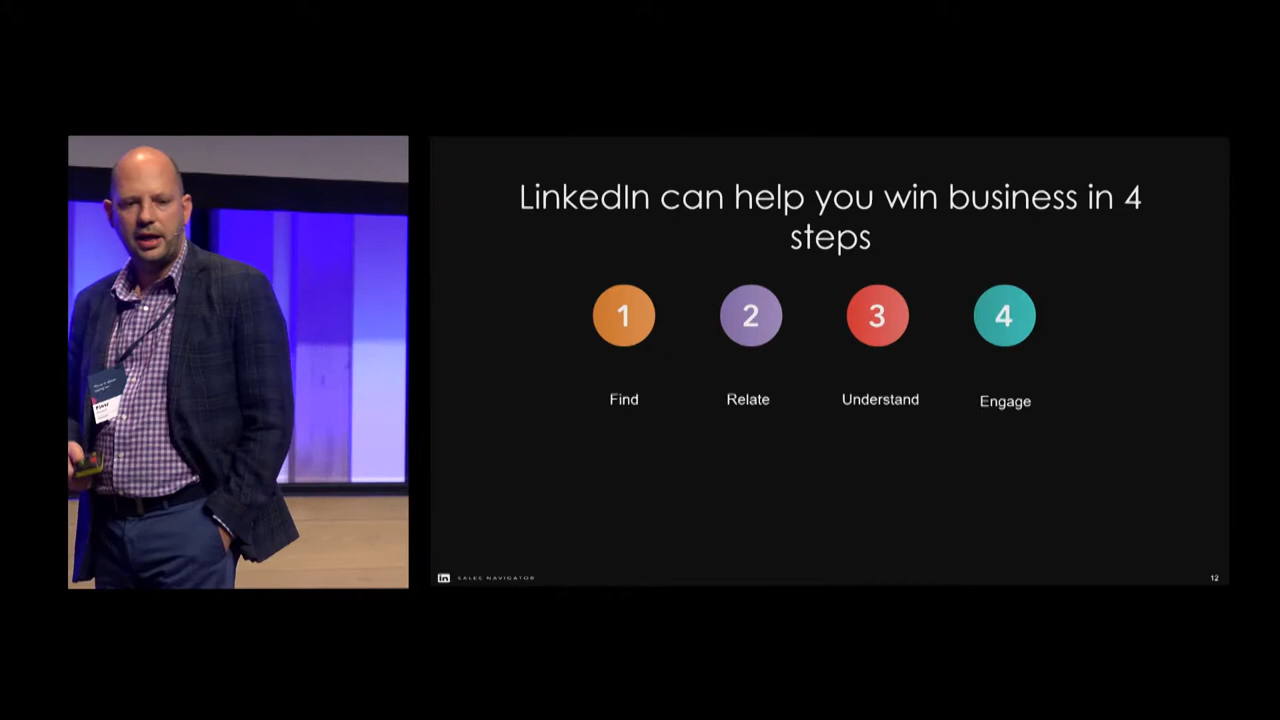 LinkedIn can help you win business in 4
steps
1
2
3
4
Find
Relate
Understand
Engage
in SALES NAVIGATOR
12